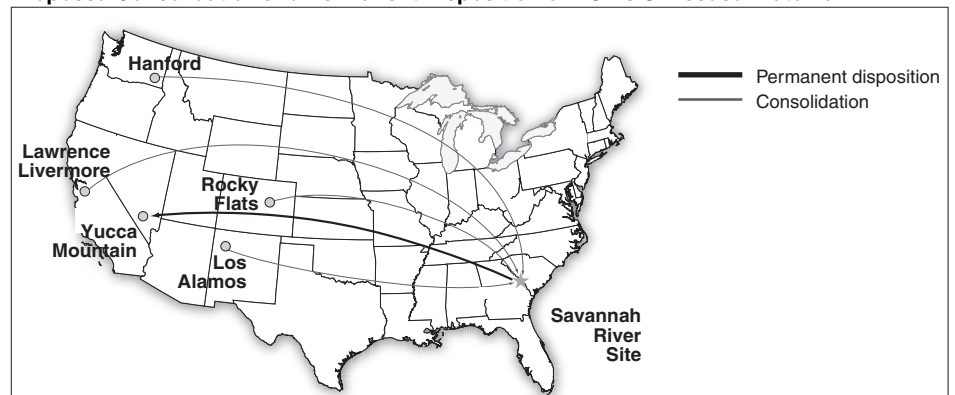 Hanford
Permanent disposition
Consolidation
Lawrence
Livermore
Rocky
Flats
Yucca
Mountain
Los
Alamos
Savannah
River
Site